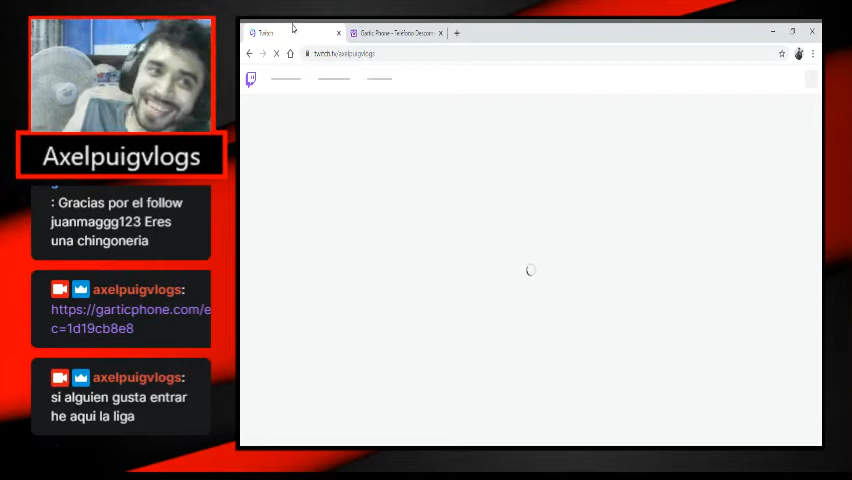 Axelpuigvlogs
: Gracias por el follow
juanmaggg123 Eres
una chingoneria
axelpuigvlogs:
https://garticphone.com/e
c=1d19cb8e8
axelpuigvlogs:
si alguien gusta entrar
he aqui la liga
Twitch
Gartic Phone - Teléfono Descom
twitch.tv/axelpuigvlogs